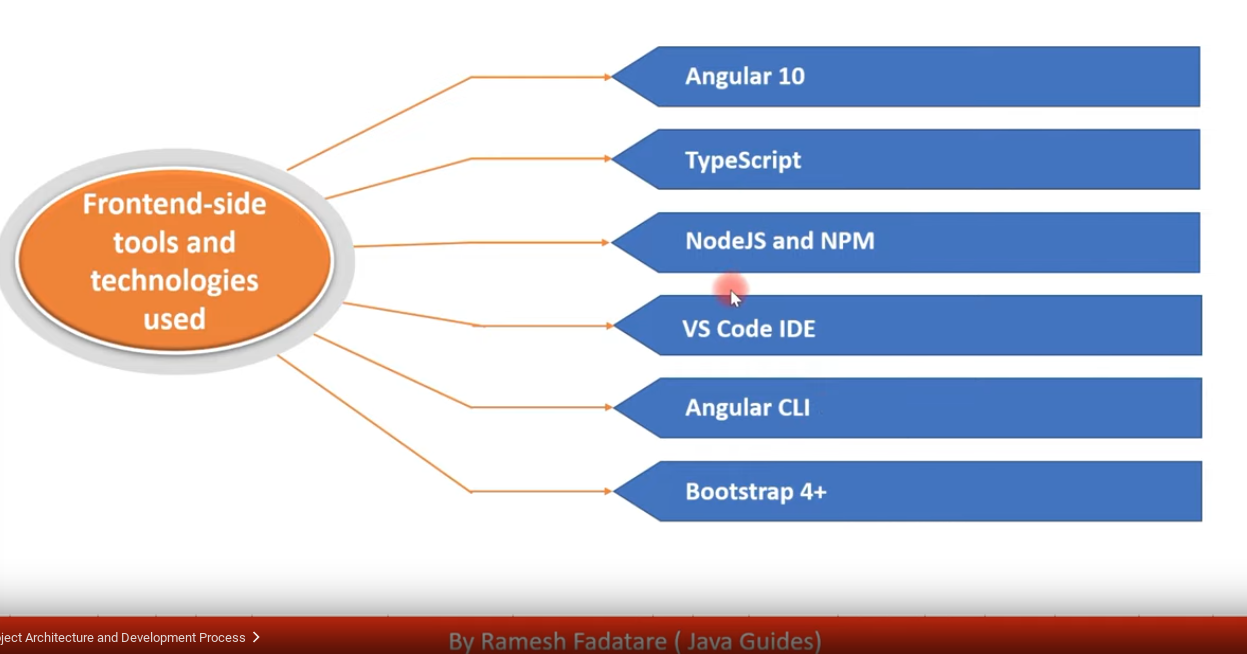 Frontend-side
tools and
technologies
used
Angular 10
TypeScript
NodeJS and NPM
VS Code IDE
Angular CLI
Bootstrap 4+
Architecture and Development Process
By Ramesh Fadatare ( Java Guides)